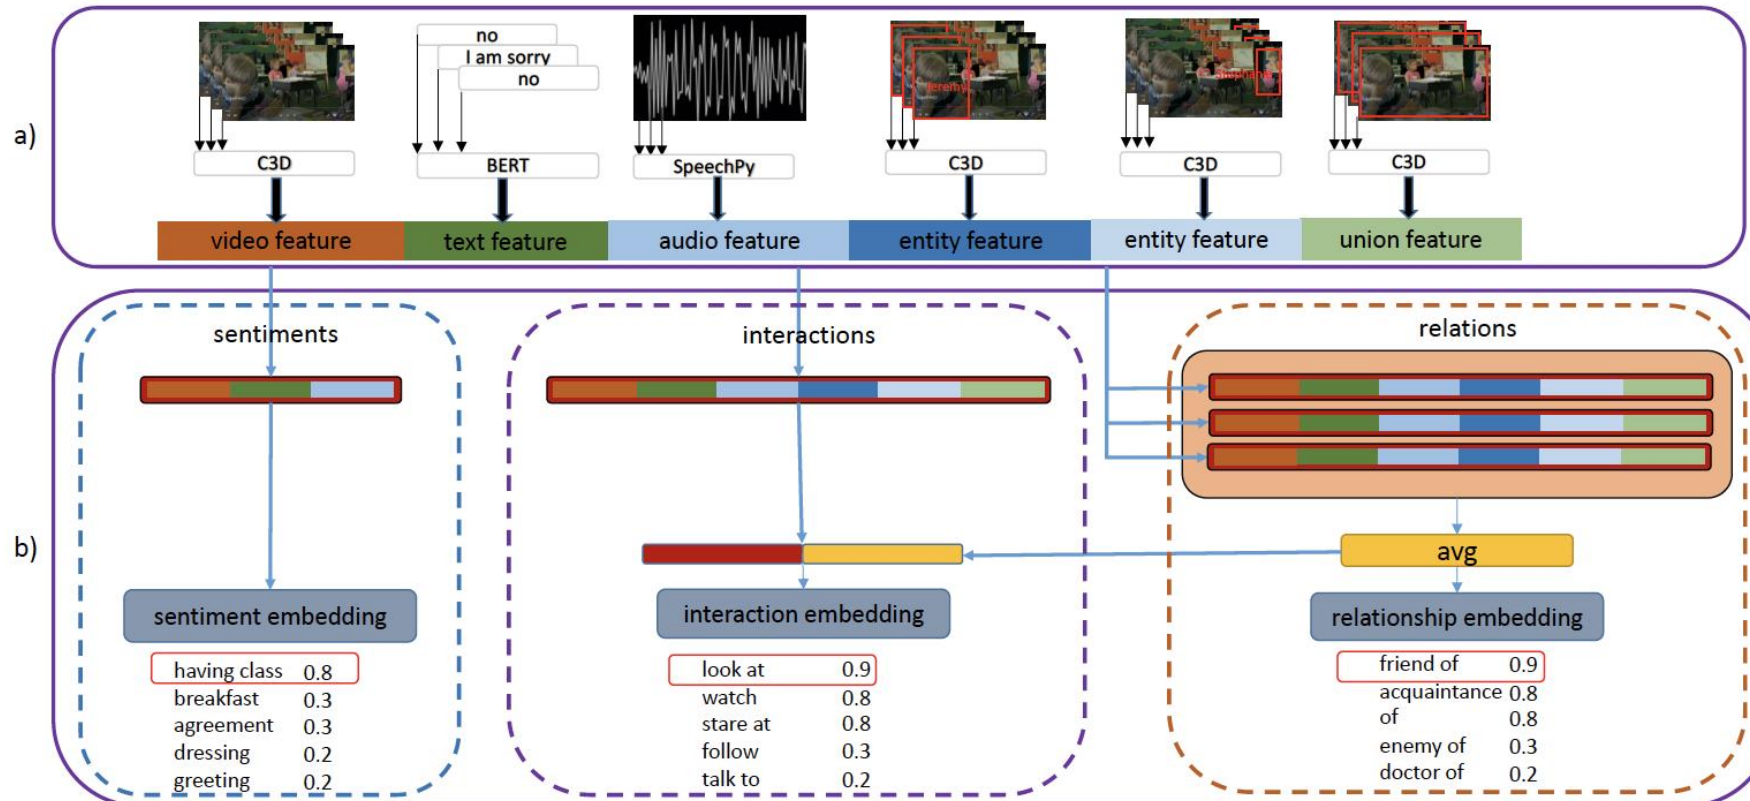 a)
no
I am sorry
no
Jeremy
Stephanie
C3D
BERT
SpeechPy
C3D
C3D
C3D
video feature
text feature
audio feature
entity feature
entity feature
union feature
b)
sentiments
interactions
relations
avg
sentiment embedding
interaction embedding
relationship embedding
having class 0.8
breakfast 0.3
agreement 0.3
dressing 0.2
greeting 0.2
look at 0.9
watch 0.8
stare at 0.8
follow 0.3
talk to 0.2
friend of 0.9
acquaintance 0.8
of 0.8
enemy of 0.3
doctor of 0.2